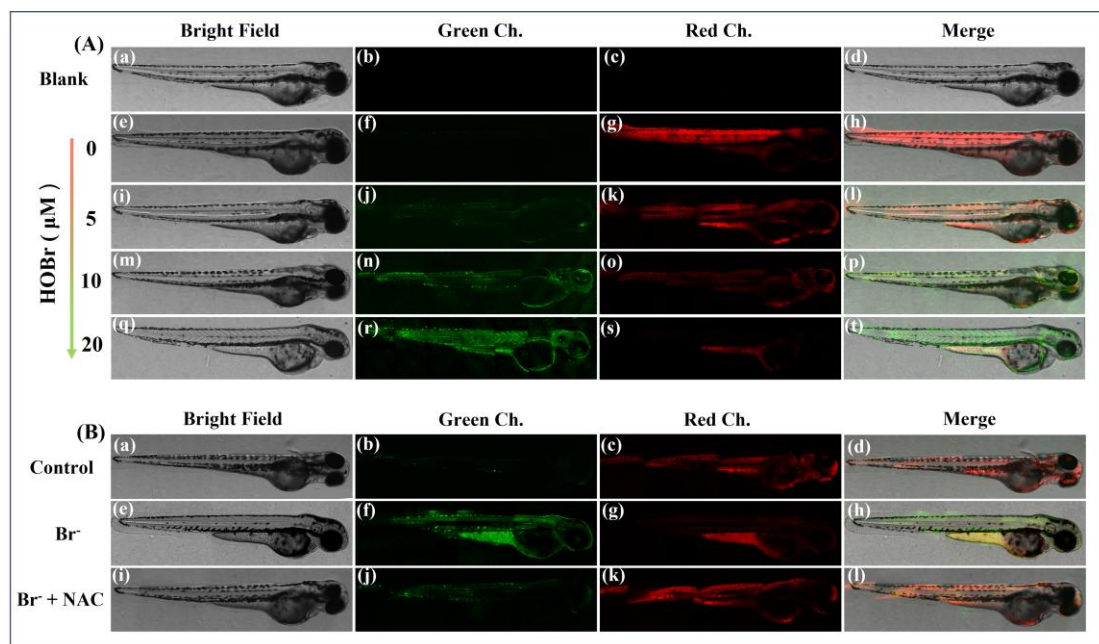 (A) Bright Field Green Ch. Red Ch. Merge
Blank (a) (b) (c) (d)
HOBr ( μM )
0 (e) (f) (g) (h)
5 (i) (j) (k) (l)
10 (m) (n) (o) (p)
20 (q) (r) (s) (t)
(B) Bright Field Green Ch. Red Ch. Merge
Control (a) (b) (c) (d)
Br⁻ (e) (f) (g) (h)
Br⁻ + NAC (i) (j) (k) (l)